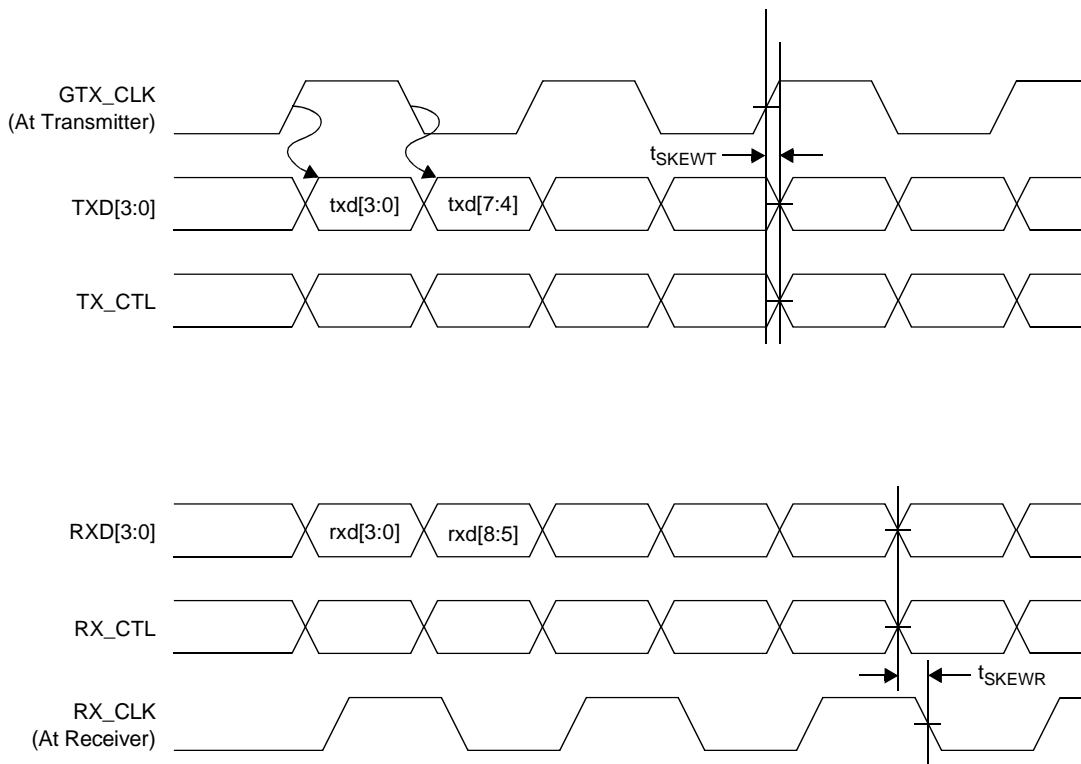 GTX_CLK
(At Transmitter)
tSKEWT
TXD[3:0]
txd[3:0]
txd[7:4]
TX_CTL
RXD[3:0]
rxd[3:0]
rxd[8:5]
RX_CTL
tSKEWR
RX_CLK
(At Receiver)